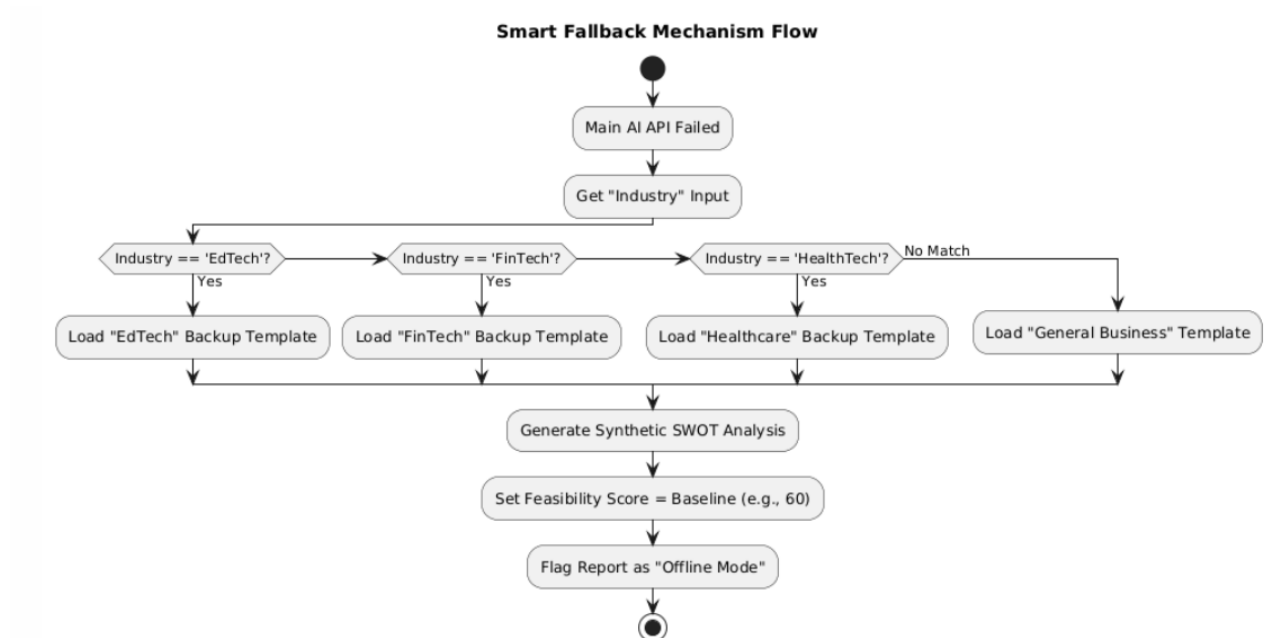 Smart Fallback Mechanism Flow
Main AI API Failed
Get "Industry" Input
Industry == 'EdTech'?
Industry == 'FinTech'?
Industry == 'HealthTech'?
No Match
Yes
Yes
Yes
Load "EdTech" Backup Template
Load "FinTech" Backup Template
Load "Healthcare" Backup Template
Load "General Business" Template
Generate Synthetic SWOT Analysis
Set Feasibility Score = Baseline (e.g., 60)
Flag Report as "Offline Mode"